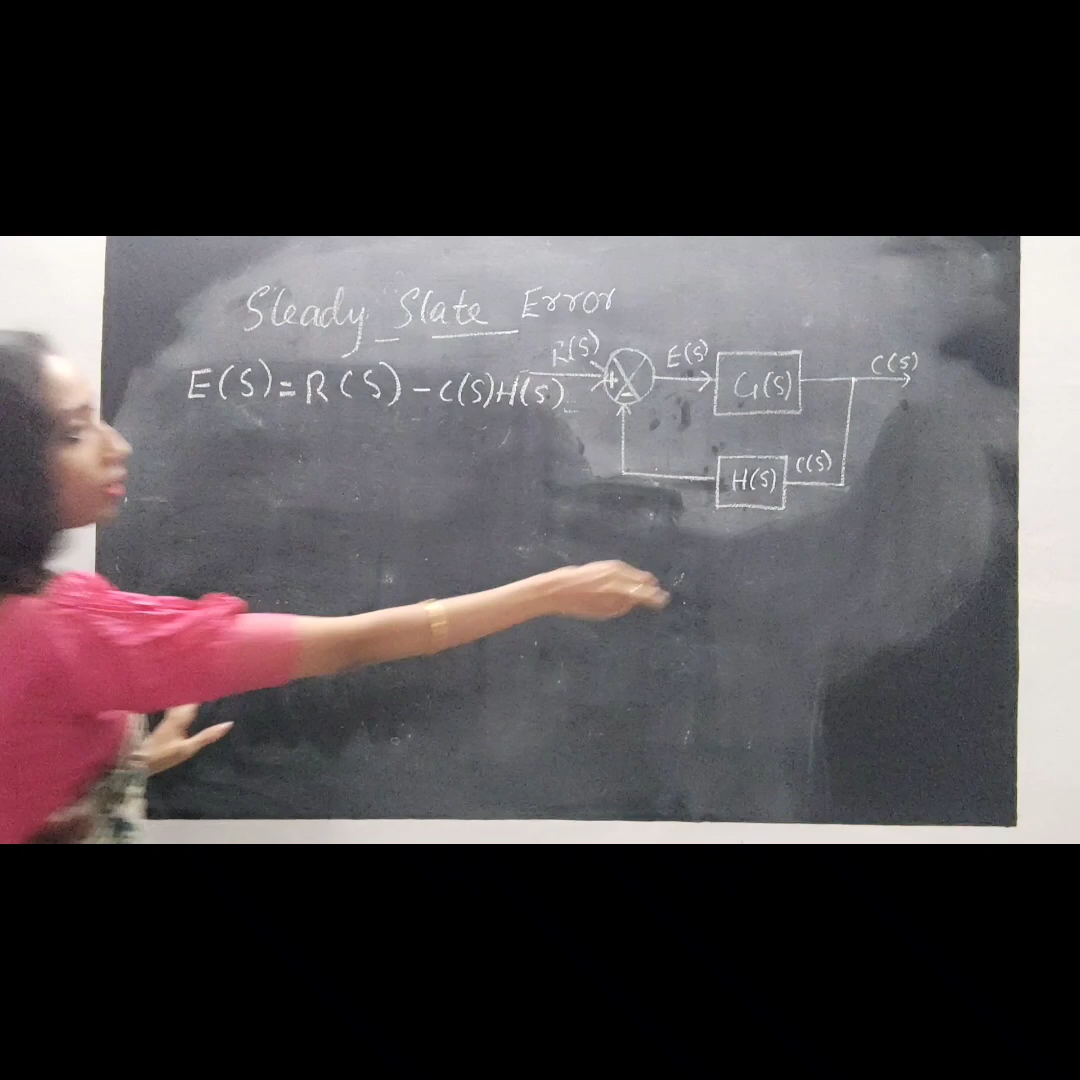 Steady State Error
E(S)=R(S)-C(S)H(S)
R(S)
+
-
E(S)
G(S)
C(S)
H(S)
C(S)